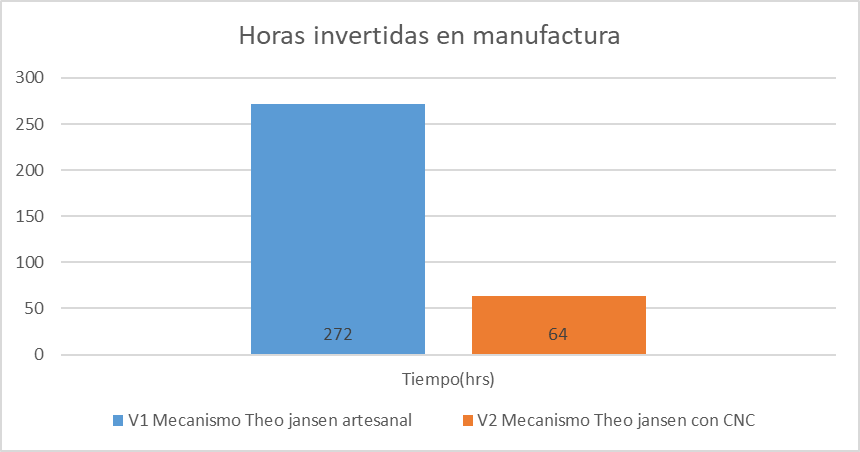 Horas invertidas en manufactura
300
250
200
150
100
50
0
272
64
Tiempo(hrs)
V1 Mecanismo Theo jansen artesanal
V2 Mecanismo Theo jansen con CNC